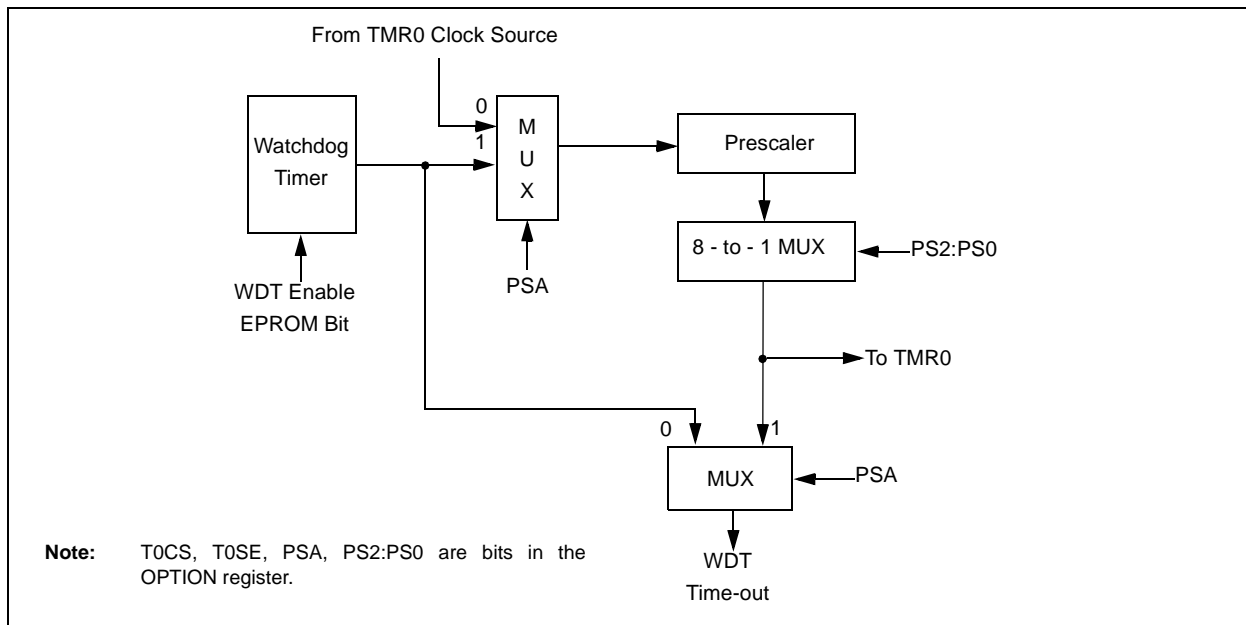 From TMR0 Clock Source
0
1
M
U
X
Watchdog
Timer
Prescaler
8 - to - 1 MUX
PS2:PS0
PSA
WDT Enable
EPROM Bit
To TMR0
0
1
MUX
PSA
WDT
Time-out
Note: T0CS, T0SE, PSA, PS2:PS0 are bits in the
OPTION register.